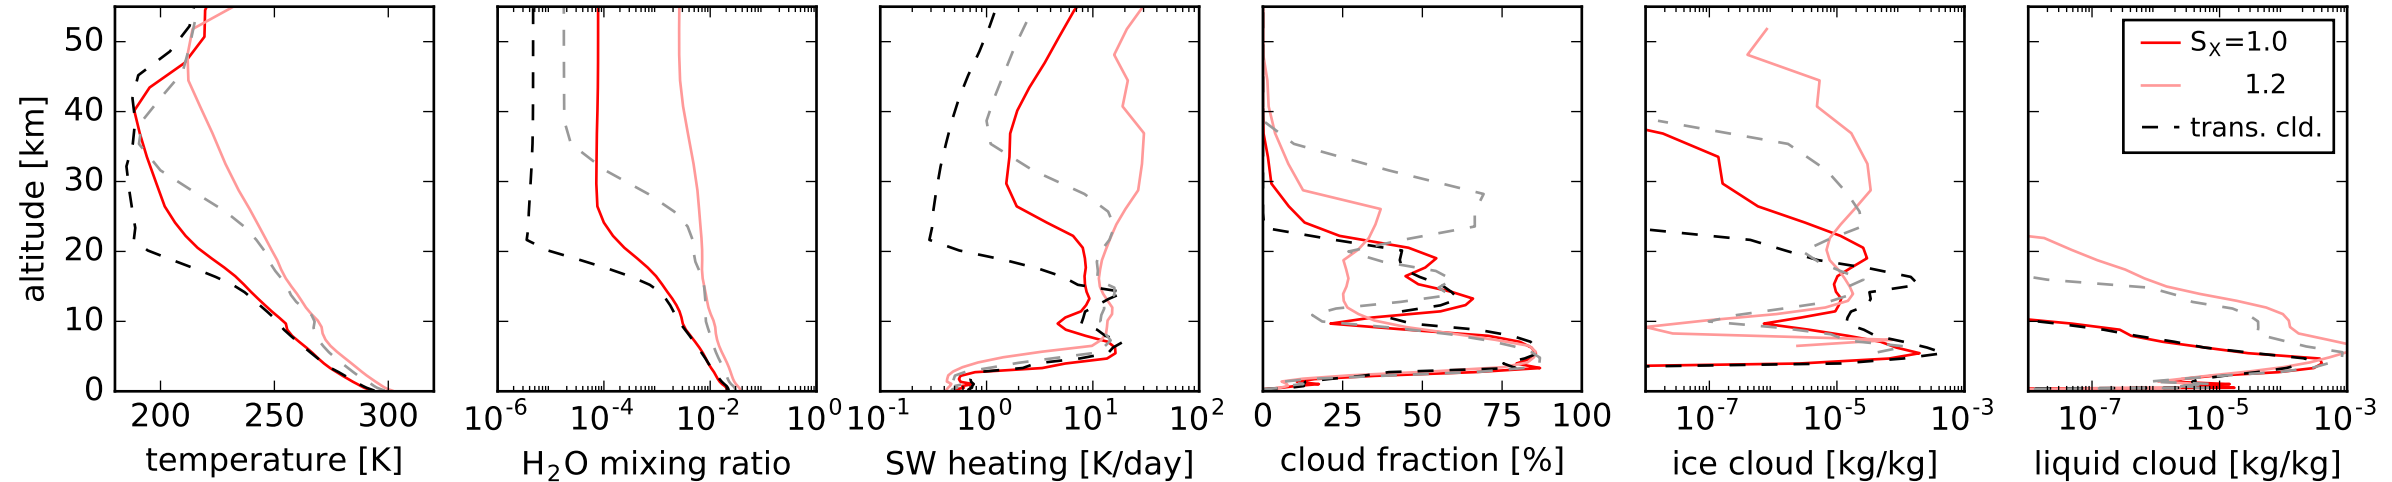 altitude [km]
50
40
30
20
10
0
200 250 300
temperature [K]
10^-6 10^-4 10^-2 10^0
H₂O mixing ratio
10^-1 10^0 10^1 10^2
SW heating [K/day]
0 25 50 75 100
cloud fraction [%]
10^-7 10^-5 10^-3
ice cloud [kg/kg]
S_X=1.0
1.2
trans. cld.
10^-7 10^-5 10^-3
liquid cloud [kg/kg]